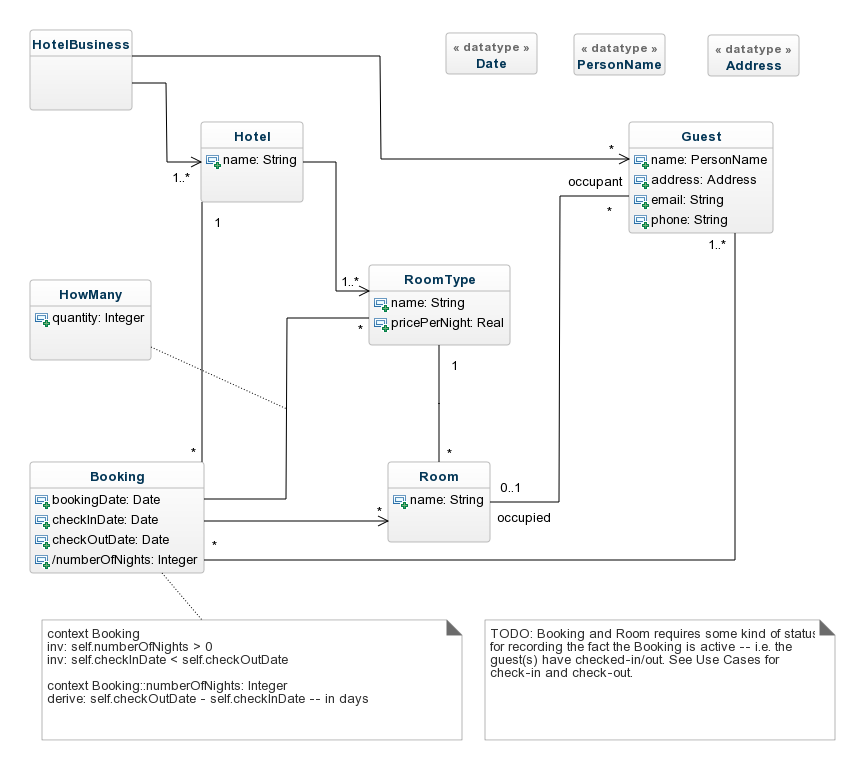 HotelBusiness
« datatype »
Date
« datatype »
PersonName
« datatype »
Address
Hotel
name: String
1..*
1
*
Guest
name: PersonName
address: Address
email: String
phone: String
occupant
*
1..*
HowMany
quantity: Integer
1..*
RoomType
name: String
pricePerNight: Real
*
1
*
*
Booking
bookingDate: Date
checkInDate: Date
checkOutDate: Date
/numberOfNights: Integer
*
*
Room
name: String
0..1
occupied
context Booking
inv: self.numberOfNights > 0
inv: self.checkInDate < self.checkOutDate
context Booking::numberOfNights: Integer
derive: self.checkOutDate - self.checkInDate -- in days
TODO: Booking and Room requires some kind of status
for recording the fact the Booking is active -- i.e. the
guest(s) have checked-in/out. See Use Cases for
check-in and check-out.